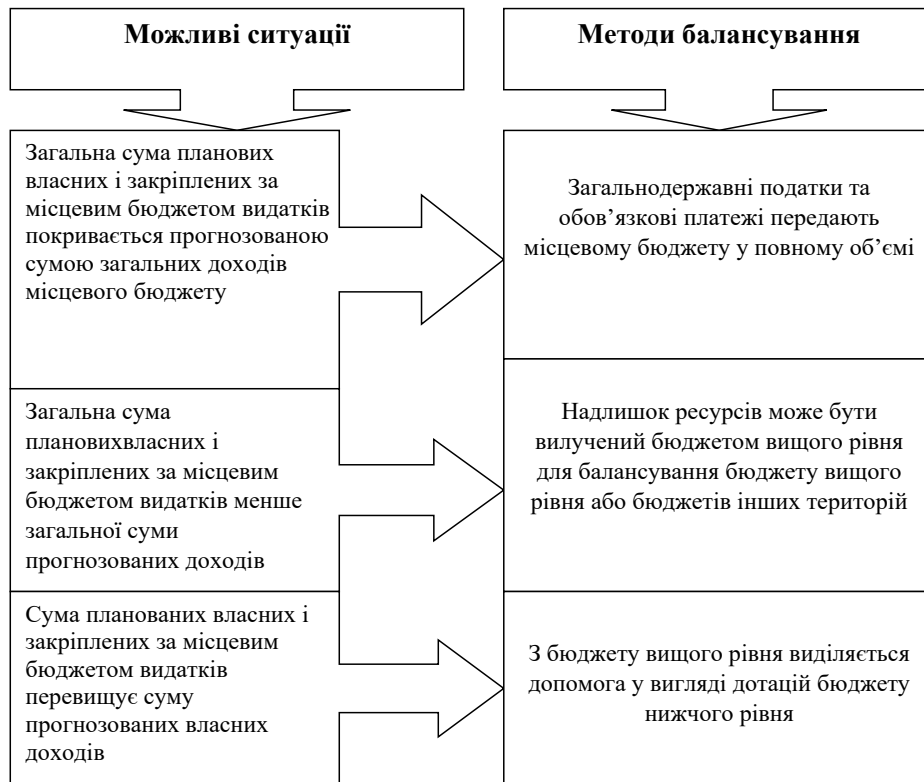 Можливі ситуації
Методи балансування
Загальна сума планових
власних і закріплених за
місцевим бюджетом видатків
покривається прогнозованою
сумою загальних доходів
місцевого бюджету
Загальнодержавні податки та
обов’язкові платежі передають
місцевому бюджету у повному об’ємі
Загальна сума
плановихвласних і
закріплених за місцевим
бюджетом видатків менше
загальної суми
прогнозованих доходів
Надлишок ресурсів може бути
вилучений бюджетом вищого рівня
для балансування бюджету вищого
рівня або бюджетів інших територій
Сума планованих власних і
закріплених за місцевим
бюджетом видатків
перевищує суму
прогнозованих власних
доходів
З бюджету вищого рівня виділяється
допомога у вигляді дотацій бюджету
нижчого рівня